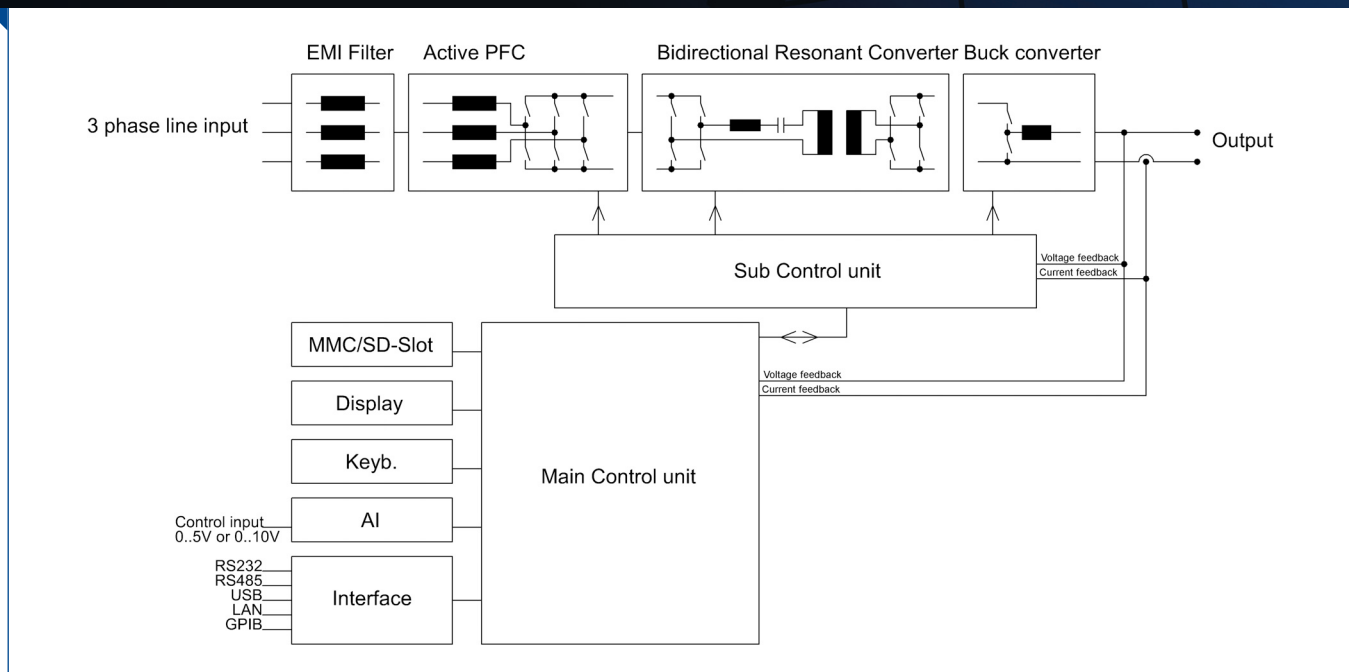 EMI Filter
Active PFC
Bidirectional Resonant Converter
Buck converter
3 phase line input
Output
Sub Control unit
Voltage feedback
Current feedback
MMC/SD-Slot
Display
Keyb.
AI
Interface
Main Control unit
Voltage feedback
Current feedback
Control input
0..5V or 0..10V
RS232
RS485
USB
LAN
GPIB